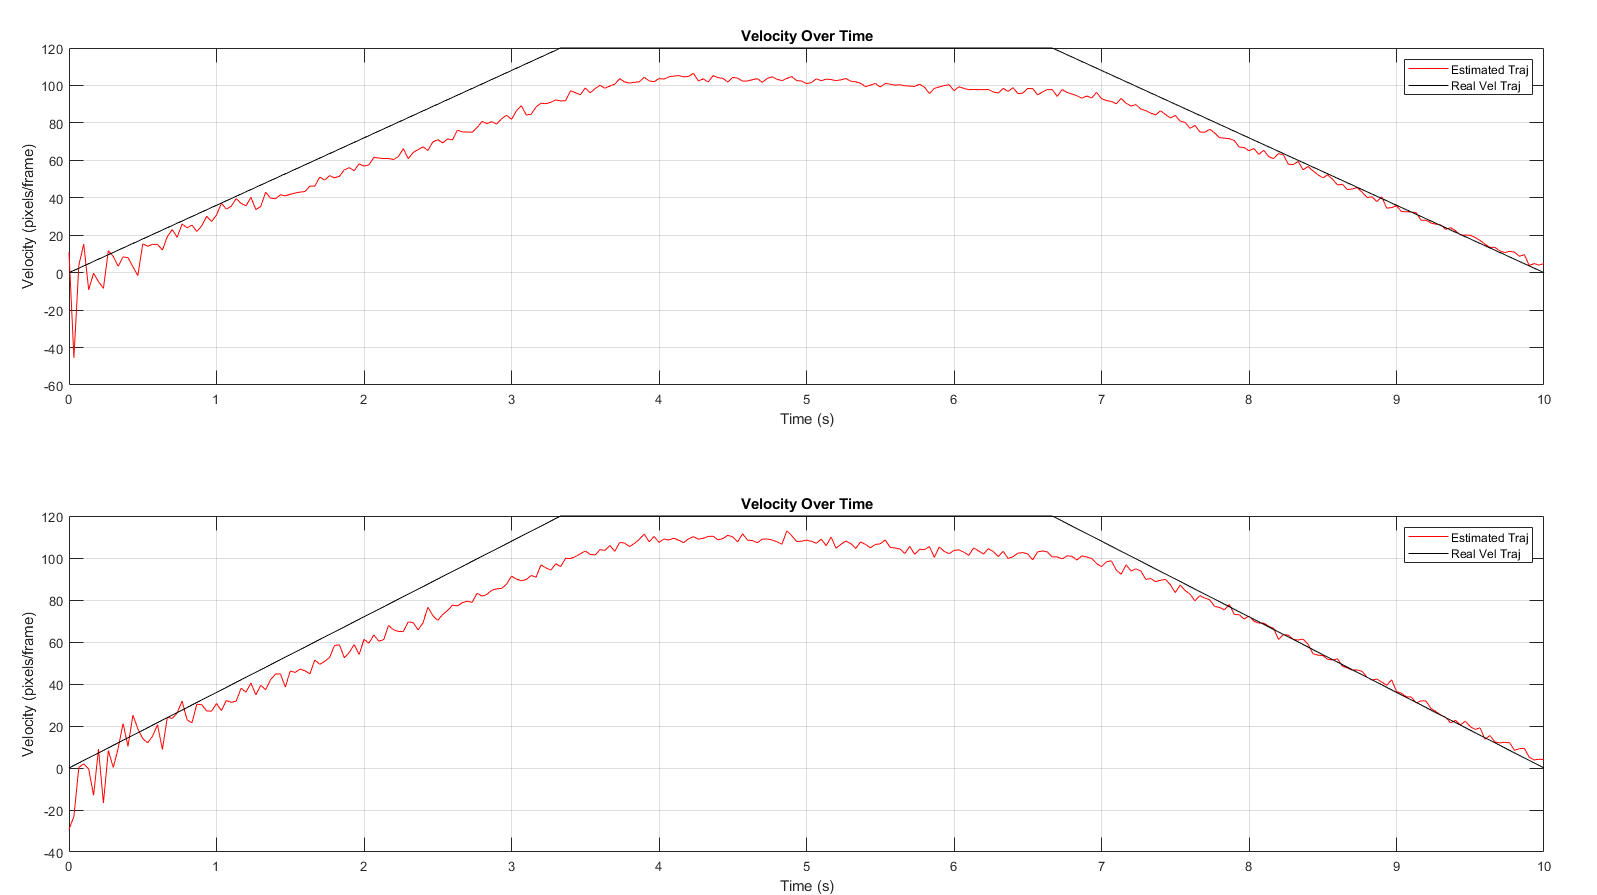 Velocity Over Time
Velocity (pixels/frame)
120
100
80
60
40
20
0
-20
-40
-60
Estimated Traj
Real Vel Traj
0 1 2 3 4 5 6 7 8 9 10
Time (s)
Velocity Over Time
Velocity (pixels/frame)
120
100
80
60
40
20
0
-20
-40
Estimated Traj
Real Vel Traj
0 1 2 3 4 5 6 7 8 9 10
Time (s)